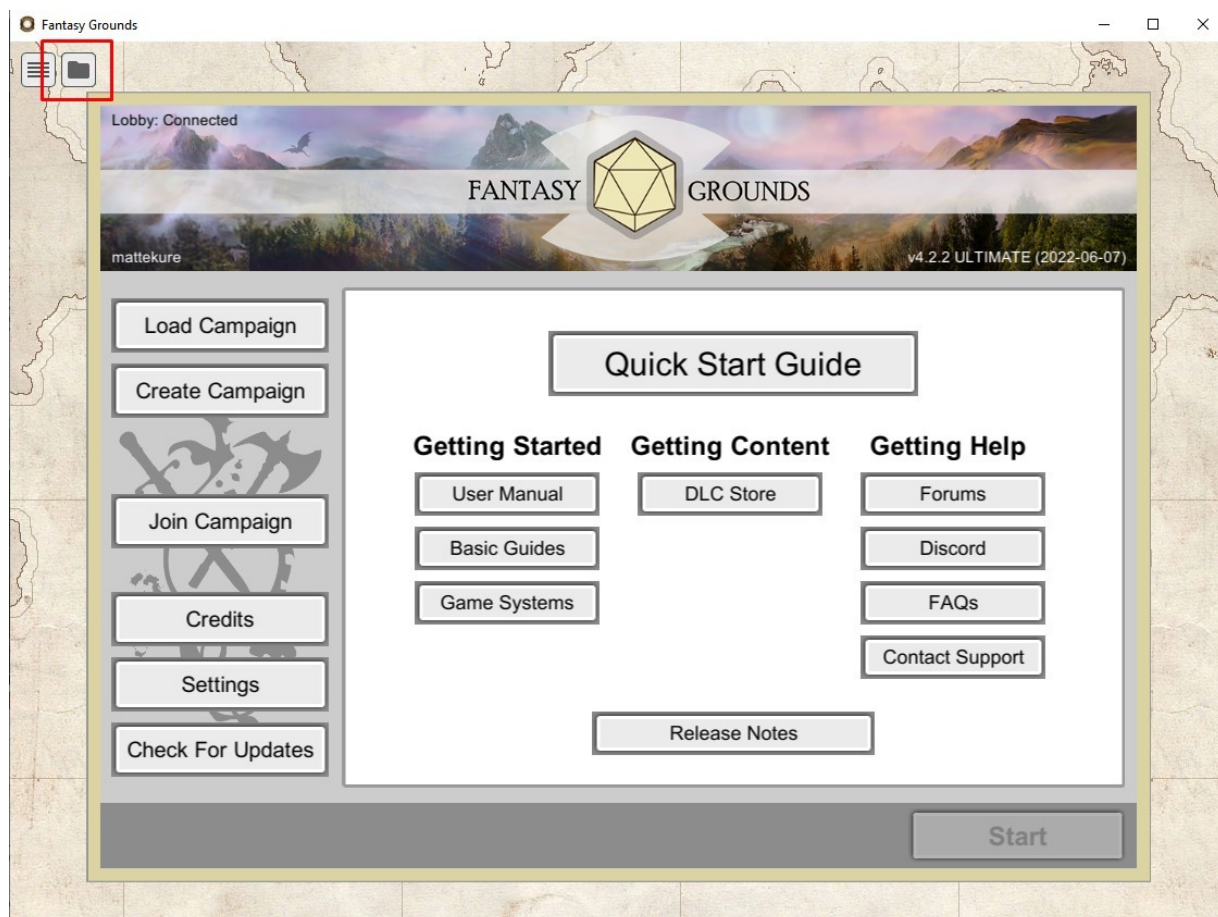 Fantasy Grounds
Lobby: Connected
FANTASY GROUNDS
mattekure
v4.2.2 ULTIMATE (2022-06-07)
Load Campaign
Create Campaign
Join Campaign
Credits
Settings
Check For Updates
Quick Start Guide
Getting Started
User Manual
Basic Guides
Game Systems
Getting Content
DLC Store
Getting Help
Forums
Discord
FAQs
Contact Support
Release Notes
Start